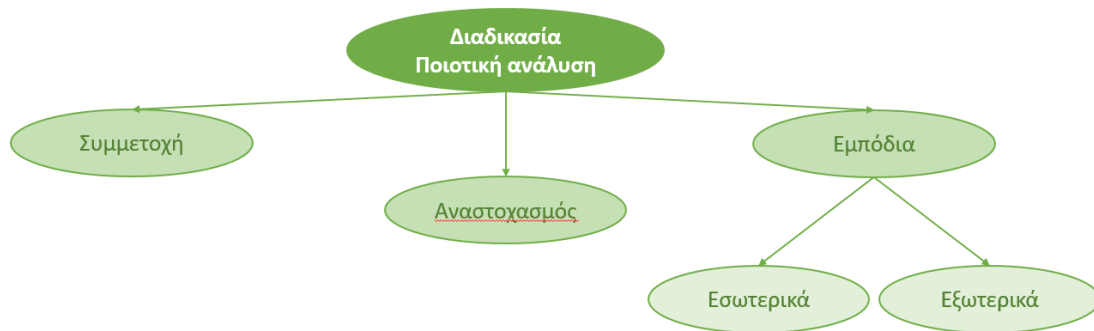 Διαδικασία
Ποιοτική ανάλυση
Συμμετοχή
Εμπόδια
Αναστοχασμός
Εσωτερικά
Εξωτερικά